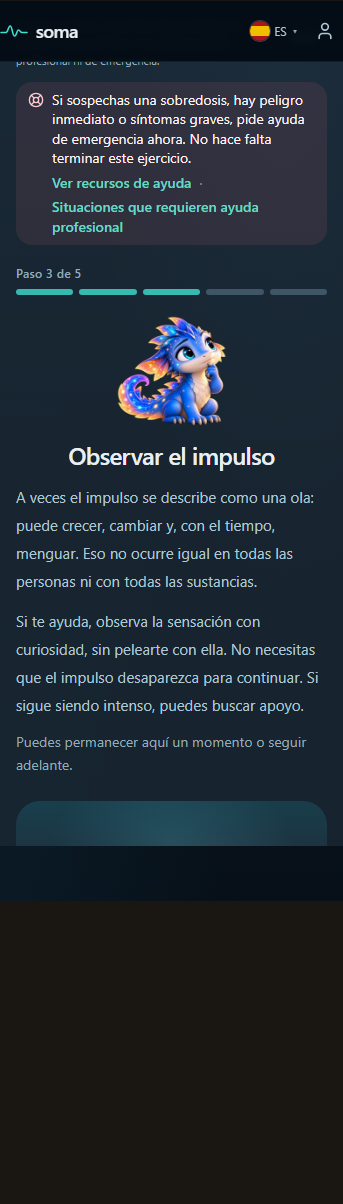 soma
ES
profesional ni de emergencia.
Si sospechas una sobredosis, hay peligro
inmediato o síntomas graves, pide ayuda
de emergencia ahora. No hace falta
terminar este ejercicio.
Ver recursos de ayuda ·
Situaciones que requieren ayuda
profesional
Paso 3 de 5
Observar el impulso
A veces el impulso se describe como una ola:
puede crecer, cambiar y, con el tiempo,
menguar. Eso no ocurre igual en todas las
personas ni con todas las sustancias.
Si te ayuda, observa la sensación con
curiosidad, sin pelearte con ella. No necesitas
que el impulso desaparezca para continuar. Si
sigue siendo intenso, puedes buscar apoyo.
Puedes permanecer aquí un momento o seguir
adelante.